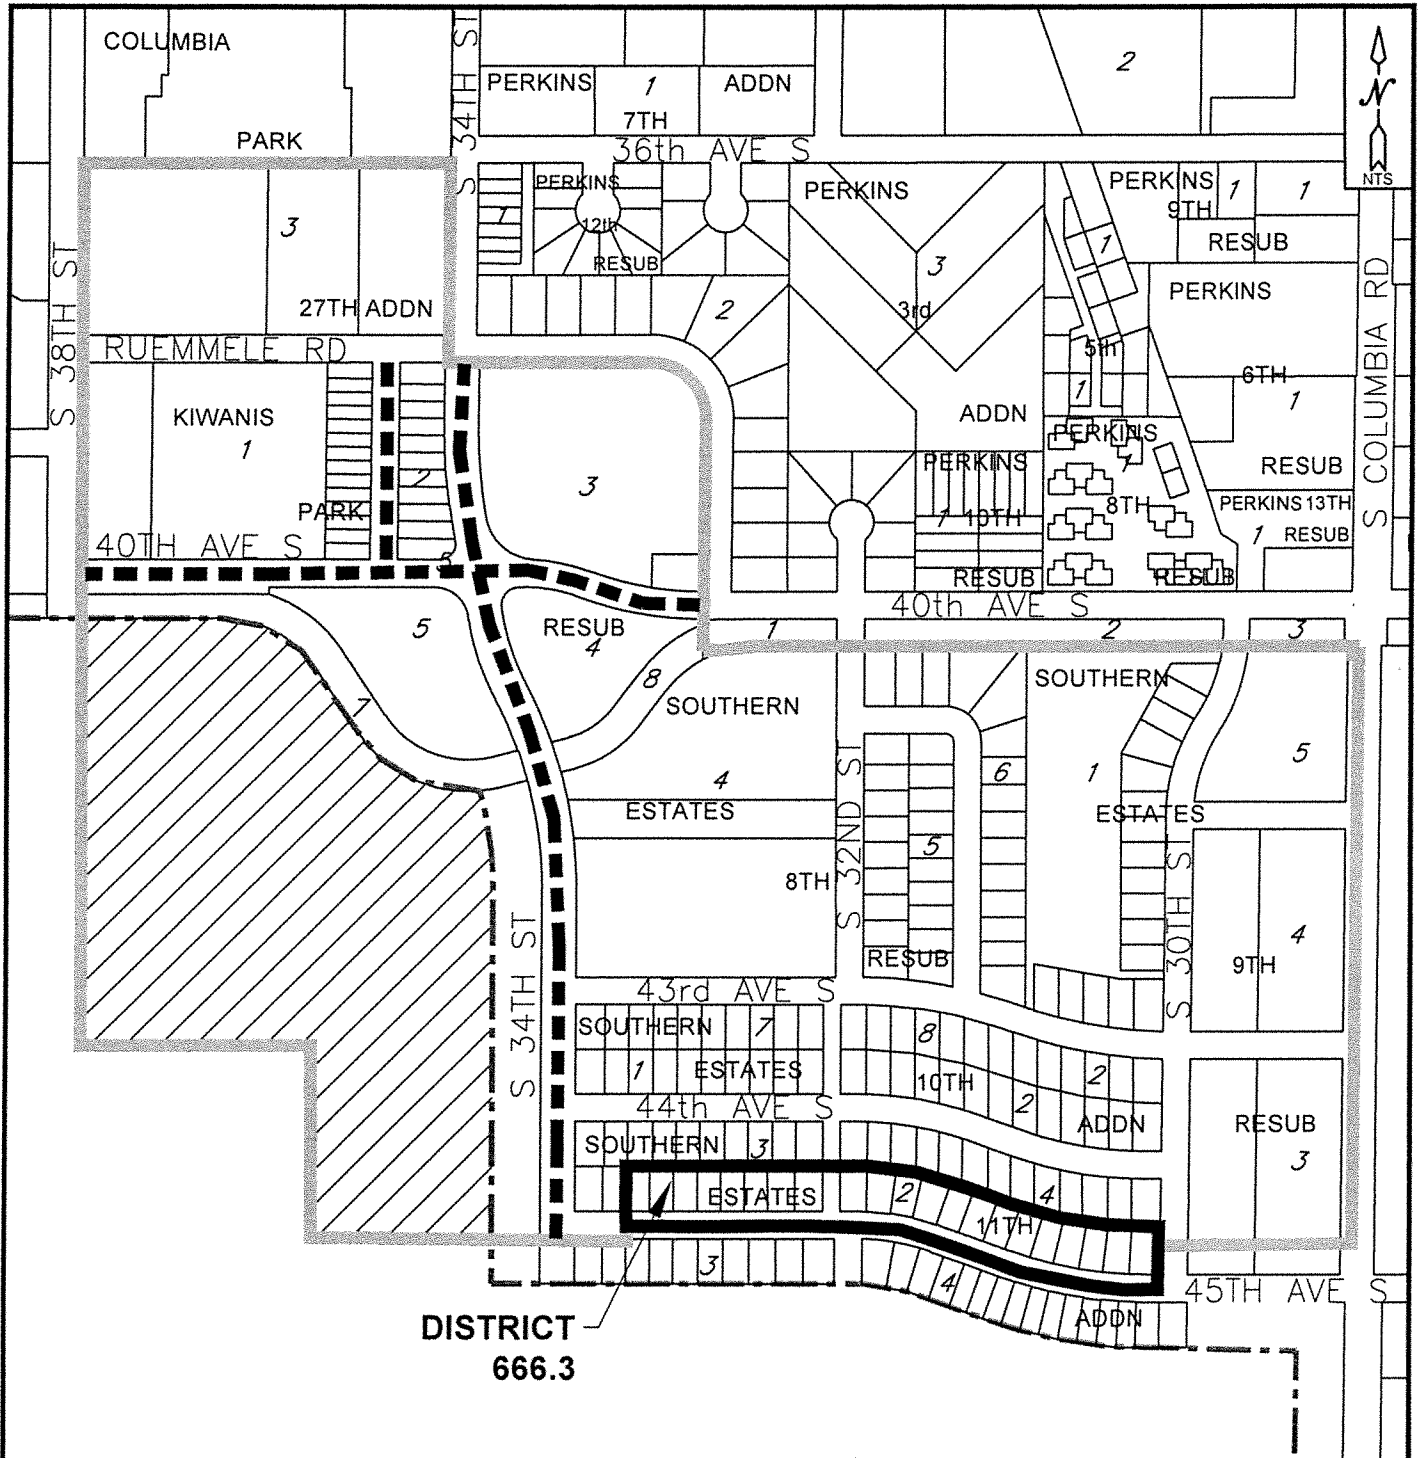 COLUMBIA
PARK
S 34TH ST
PERKINS 1 ADDN
7TH
2
N
NTS
36th AVE S
PERKINS
12th
RESUB
1
PERKINS
3
3rd
ADDN
PERKINS
9TH
1
1
RESUB
1
PERKINS
5th
6TH
1
1
RESUB
S COLUMBIA RD
S 38TH ST
3
27TH ADDN
2
RUEMMELE RD
KIWANIS
1
PARK
2
3
40TH AVE S
5
PERKINS
1 10TH
RESUB
PERKINS
1
8TH
RESUB
PERKINS 13TH
1 RESUB
40th AVE S
5
RESUB
4
1
2
3
7
8
SOUTHERN
4
ESTATES
8TH
S 32ND ST
SOUTHERN
6
1
5
ESTATES
5
RESUB
S 30TH ST
4
9TH
S 34TH ST
43rd AVE S
SOUTHERN 7
8
1 ESTATES
10TH
2
2
ADDN
44th AVE S
SOUTHERN 3
ESTATES
2
4
11TH
RESUB
3
3
4
45TH AVE S
ADDN
DISTRICT
666.3